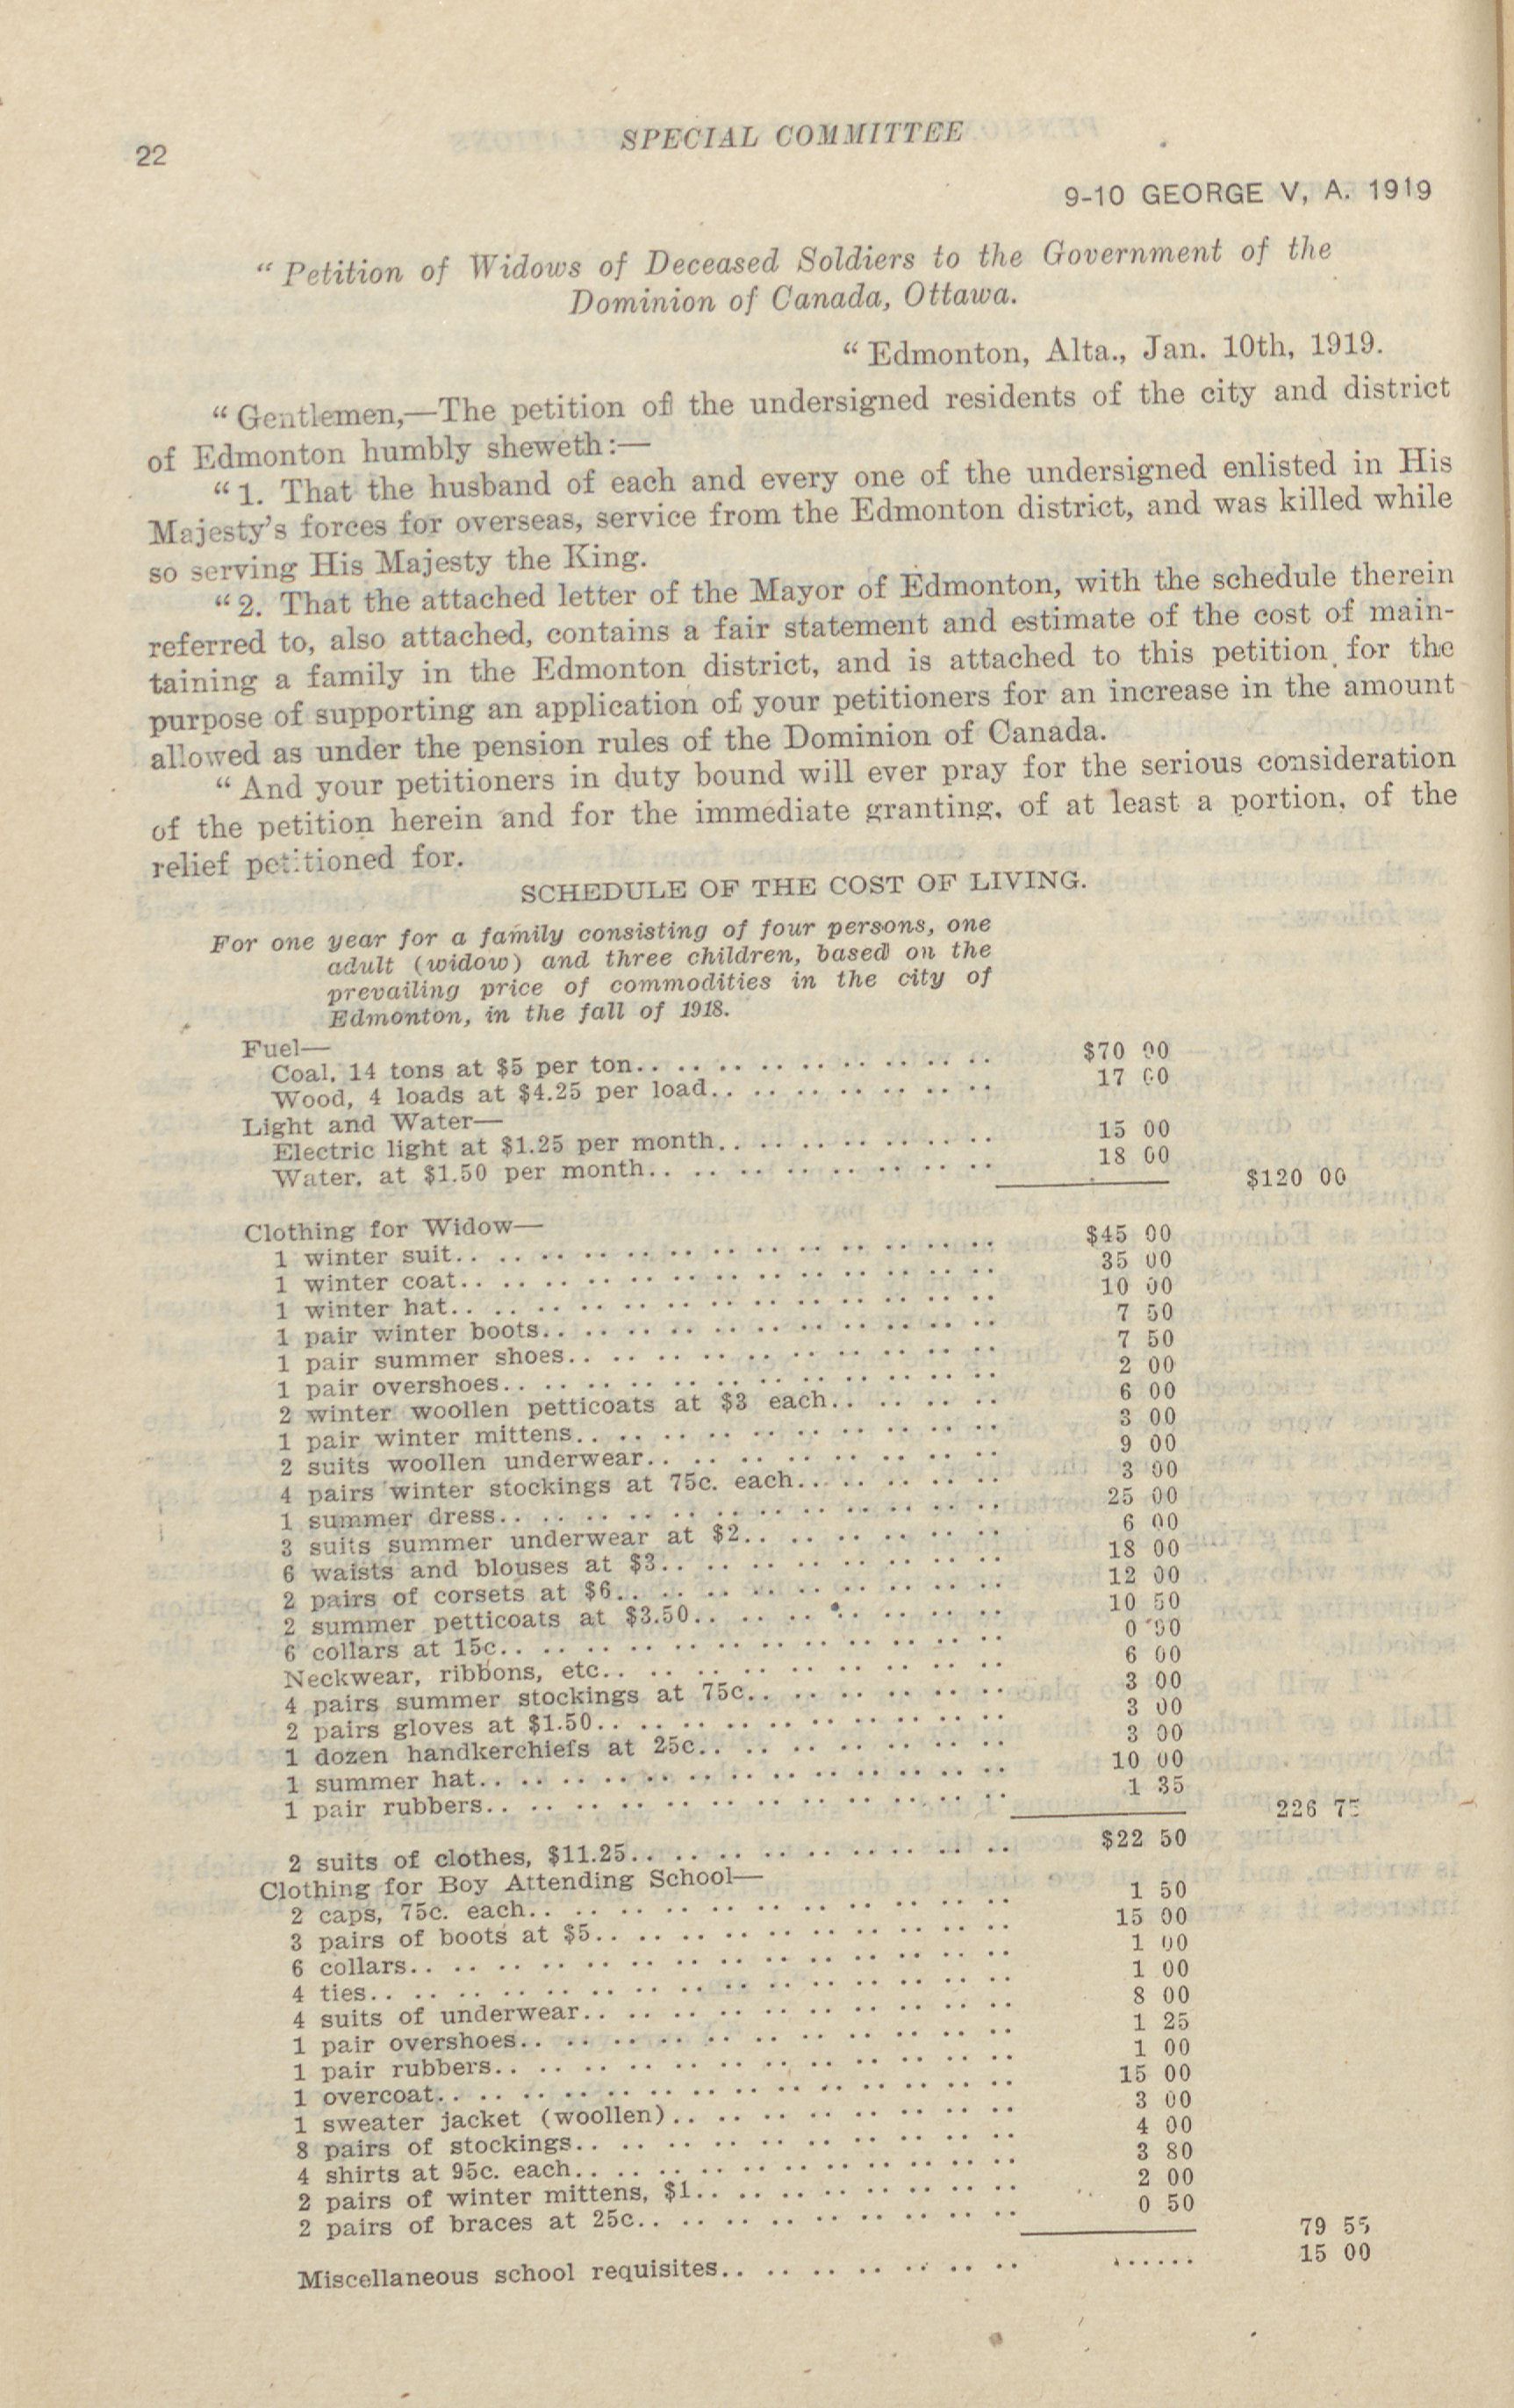 22
SPECIAL COMMITTEE
9-10 GEORGE V, A. 1919
“Petition of Widows of Deceased Soldiers to the Government of the
Dominion of Canada, Ottawa.
“Edmonton, Alta., Jan. 10th, 1919.
“Gentlemen,—The petition of the undersigned residents of the city and district
of Edmonton humbly sheweth:—
“1. That the husband of each and every one of the undersigned enlisted in His
Majesty's forces for overseas, service from the Edmonton district, and was killed while
so serving His Majesty the King.
“2. That the attached letter of the Mayor of Edmonton, with the schedule therein
referred to, also attached, contains a fair statement and estimate of the cost of main-
taining a family in the Edmonton district, and is attached to this petition for the
purpose of supporting an application of your petitioners for an increase in the amount
allowed as under the pension rules of the Dominion of Canada.
“And your petitioners in duty bound will ever pray for the serious consideration
of the petition herein and for the immediate granting, of at least a portion, of the
relief petitioned for.
SCHEDULE OF THE COST OF LIVING.
For one year for a family consisting of four persons, one
adult (widow) and three children, based on the
prevailing price of commodities in the city of
Edmonton, in the fall of 1918.
Fuel—
Coal, 14 tons at $5 per ton.. .. .. .. .. .. .. .. .. $70 00
Wood, 4 loads at $4.25 per load.. .. .. .. .. .. .. 17 00
Light and Water—
Electric light at $1.25 per month.. .. .. .. .. .. .. 15 00
Water, at $1.50 per month.. .. .. .. .. .. .. .. .. 18 00
$120 00
Clothing for Widow—
1 winter suit.. .. .. .. .. .. .. .. .. .. .. .. .. $45 00
1 winter coat.. .. .. .. .. .. .. .. .. .. .. .. .. 35 00
1 winter hat.. .. .. .. .. .. .. .. .. .. .. .. .. 10 00
1 pair winter boots.. .. .. .. .. .. .. .. .. .. .. 7 50
1 pair summer shoes.. .. .. .. .. .. .. .. .. .. 7 50
1 pair overshoes.. .. .. .. .. .. .. .. .. .. .. .. 2 00
2 winter woollen petticoats at $3 each.. .. .. .. 6 00
1 pair winter mittens.. .. .. .. .. .. .. .. .. .. 3 00
2 suits woollen underwear.. .. .. .. .. .. .. .. 9 00
4 pairs winter stockings at 75c. each.. .. .. .. .. 3 00
1 summer dress.. .. .. .. .. .. .. .. .. .. .. .. 25 00
3 suits summer underwear at $2.. .. .. .. .. .. 6 00
6 waists and blouses at $3.. .. .. .. .. .. .. .. 18 00
2 pairs of corsets at $6.. .. .. .. .. .. .. .. .. 12 00
2 summer petticoats at $3.50.. .. .. .. .. .. .. 10 50
6 collars at 15c.. .. .. .. .. .. .. .. .. .. .. .. 0 90
Neckwear, ribbons, etc.. .. .. .. .. .. .. .. .. .. 6 00
4 pairs summer stockings at 75c.. .. .. .. .. .. 3 00
2 pairs gloves at $1.50.. .. .. .. .. .. .. .. .. .. 3 00
1 dozen handkerchiefs at 25c.. .. .. .. .. .. .. .. 3 00
1 summer hat.. .. .. .. .. .. .. .. .. .. .. .. .. 10 00
1 pair rubbers.. .. .. .. .. .. .. .. .. .. .. .. .. 1 35
226 75
2 suits of clothes, $11.25.. .. .. .. .. .. .. .. .. $22 50
Clothing for Boy Attending School—
2 caps, 75c. each.. .. .. .. .. .. .. .. .. .. .. .. 1 50
3 pairs of boots at $5.. .. .. .. .. .. .. .. .. .. 15 00
6 collars.. .. .. .. .. .. .. .. .. .. .. .. .. .. 1 00
4 ties.. .. .. .. .. .. .. .. .. .. .. .. .. .. .. 1 00
4 suits of underwear.. .. .. .. .. .. .. .. .. .. 8 00
1 pair overshoes.. .. .. .. .. .. .. .. .. .. .. .. 1 25
1 pair rubbers.. .. .. .. .. .. .. .. .. .. .. .. .. 1 00
1 overcoat.. .. .. .. .. .. .. .. .. .. .. .. .. .. 15 00
1 sweater jacket (woollen).. .. .. .. .. .. .. .. 3 00
8 pairs of stockings.. .. .. .. .. .. .. .. .. .. .. 4 00
4 shirts at 95c. each.. .. .. .. .. .. .. .. .. .. .. 3 80
2 pairs of winter mittens, $1.. .. .. .. .. .. .. .. 2 00
2 pairs of braces at 25c.. .. .. .. .. .. .. .. .. 0 50
79 55
Miscellaneous school requisites.. .. .. .. .. .. .. ...... 15 00